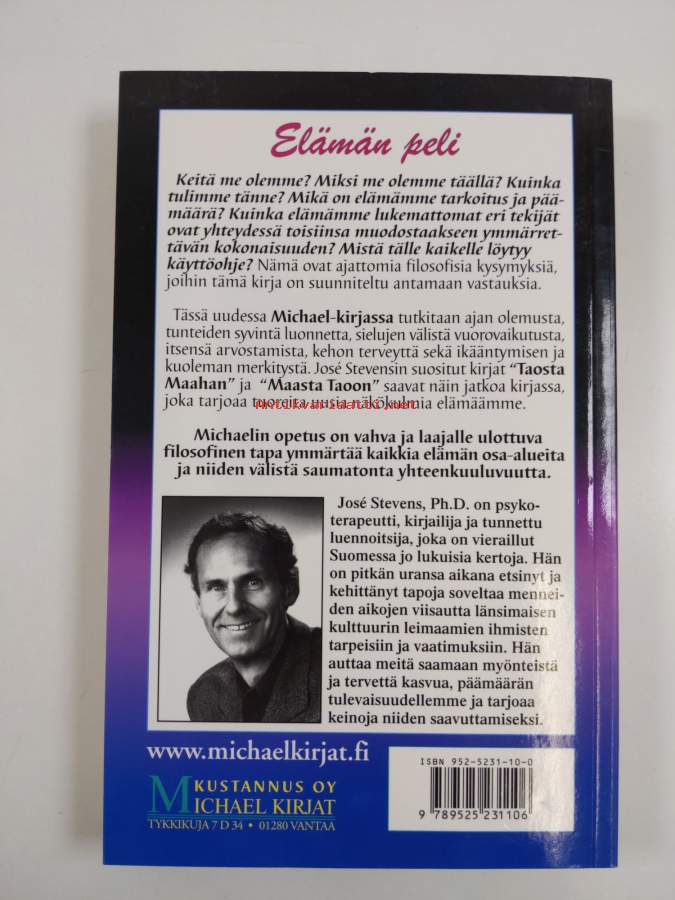 Elämän peli
Keitä me olemme? Miksi me olemme täällä? Kuinka
tulimme tänne? Mikä on elämämme tarkoitus ja pää-
määrä? Kuinka elämämme lukemattomat eri tekijät
ovat yhteydessä toisiinsa muodostaakseen ymmärret-
tävän kokonaisuuden? Mistä tälle kaikelle löytyy
käyttöohje? Nämä ovat ajattomia filosofisia kysymyksiä,
joihin tämä kirja on suunniteltu antamaan vastauksia.
Tässä uudessa Michael-kirjassa tutkitaan ajan olemusta,
tunteiden syvintä luonnetta, sielujen välistä vuorovaikutusta,
itsensä arvostamista, kehon terveyttä sekä ikääntymisen ja
kuoleman merkitystä. José Stevensin suositut kirjat “Taosta
Maahan” ja “Maasta Taoon” saavat näin jatkoa kirjassa,
joka tarjoaa tuoreita uusia näkökulmia elämäämme.
Antikvariaatti.net
Michaelin opetus on vahva ja laajalle ulottuva
filosofinen tapa ymmärtää kaikkia elämän osa-alueita
ja niiden välistä saumatonta yhteenkuuluvuutta.
José Stevens, Ph.D. on psyko-
terapeutti, kirjailija ja tunnettu
luennoitsija, joka on vieraillut
Suomessa jo lukuisia kertoja. Hän
on pitkän uransa aikana etsinyt ja
kehittänyt tapoja soveltaa mennei-
den aikojen viisautta länsimaisen
kulttuurin leimaamien ihmisten
tarpeisiin ja vaatimuksiin. Hän
auttaa meitä saamaan myönteistä
ja tervettä kasvua, päämäärän
tulevaisuudellemme ja tarjoaa
keinoja niiden saavuttamiseksi.
www.michaelkirjat.fi
KUSTANNUS OY
MICHAEL KIRJAT
TYKKIKUJA 7 D 34 • 01280 VANTAA
ISBN 952-5231-10-0
9 789525 231106